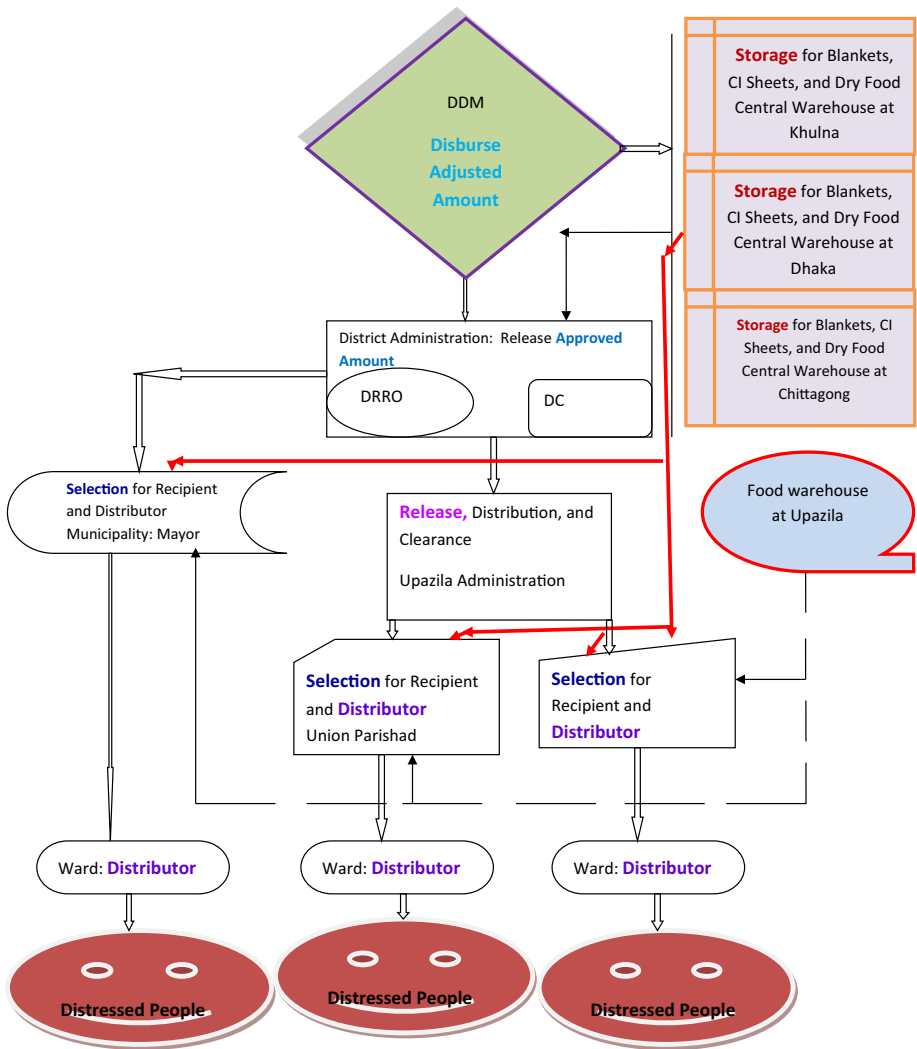 DDM
Disburse
Adjusted
Amount
Storage for Blankets,
CI Sheets, and Dry Food
Central Warehouse at
Khulna
Storage for Blankets,
CI Sheets, and Dry Food
Central Warehouse at
Dhaka
Storage for Blankets, CI
Sheets, and Dry Food
Central Warehouse at
Chittagong
District Administration: Release Approved
Amount
DRRO
DC
Selection for Recipient
and Distributor
Municipality: Mayor
Release, Distribution, and
Clearance
Upazila Administration
Food warehouse
at Upazila
Selection for Recipient
and Distributor
Union Parishad
Selection for
Recipient and
Distributor
Ward: Distributor
Ward: Distributor
Ward: Distributor
Distressed People
Distressed People
Distressed People